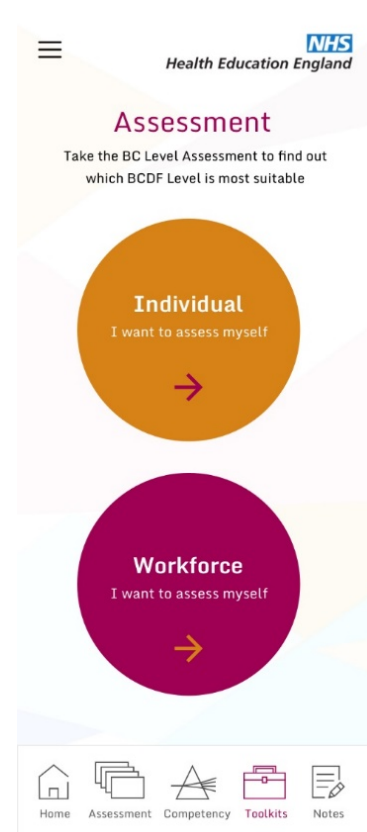 NHS
Health Education England
Assessment
Take the BC Level Assessment to find out
which BCDF Level is most suitable
Individual
I want to assess myself
Workforce
I want to assess myself
Home Assessment Competency Toolkits Notes